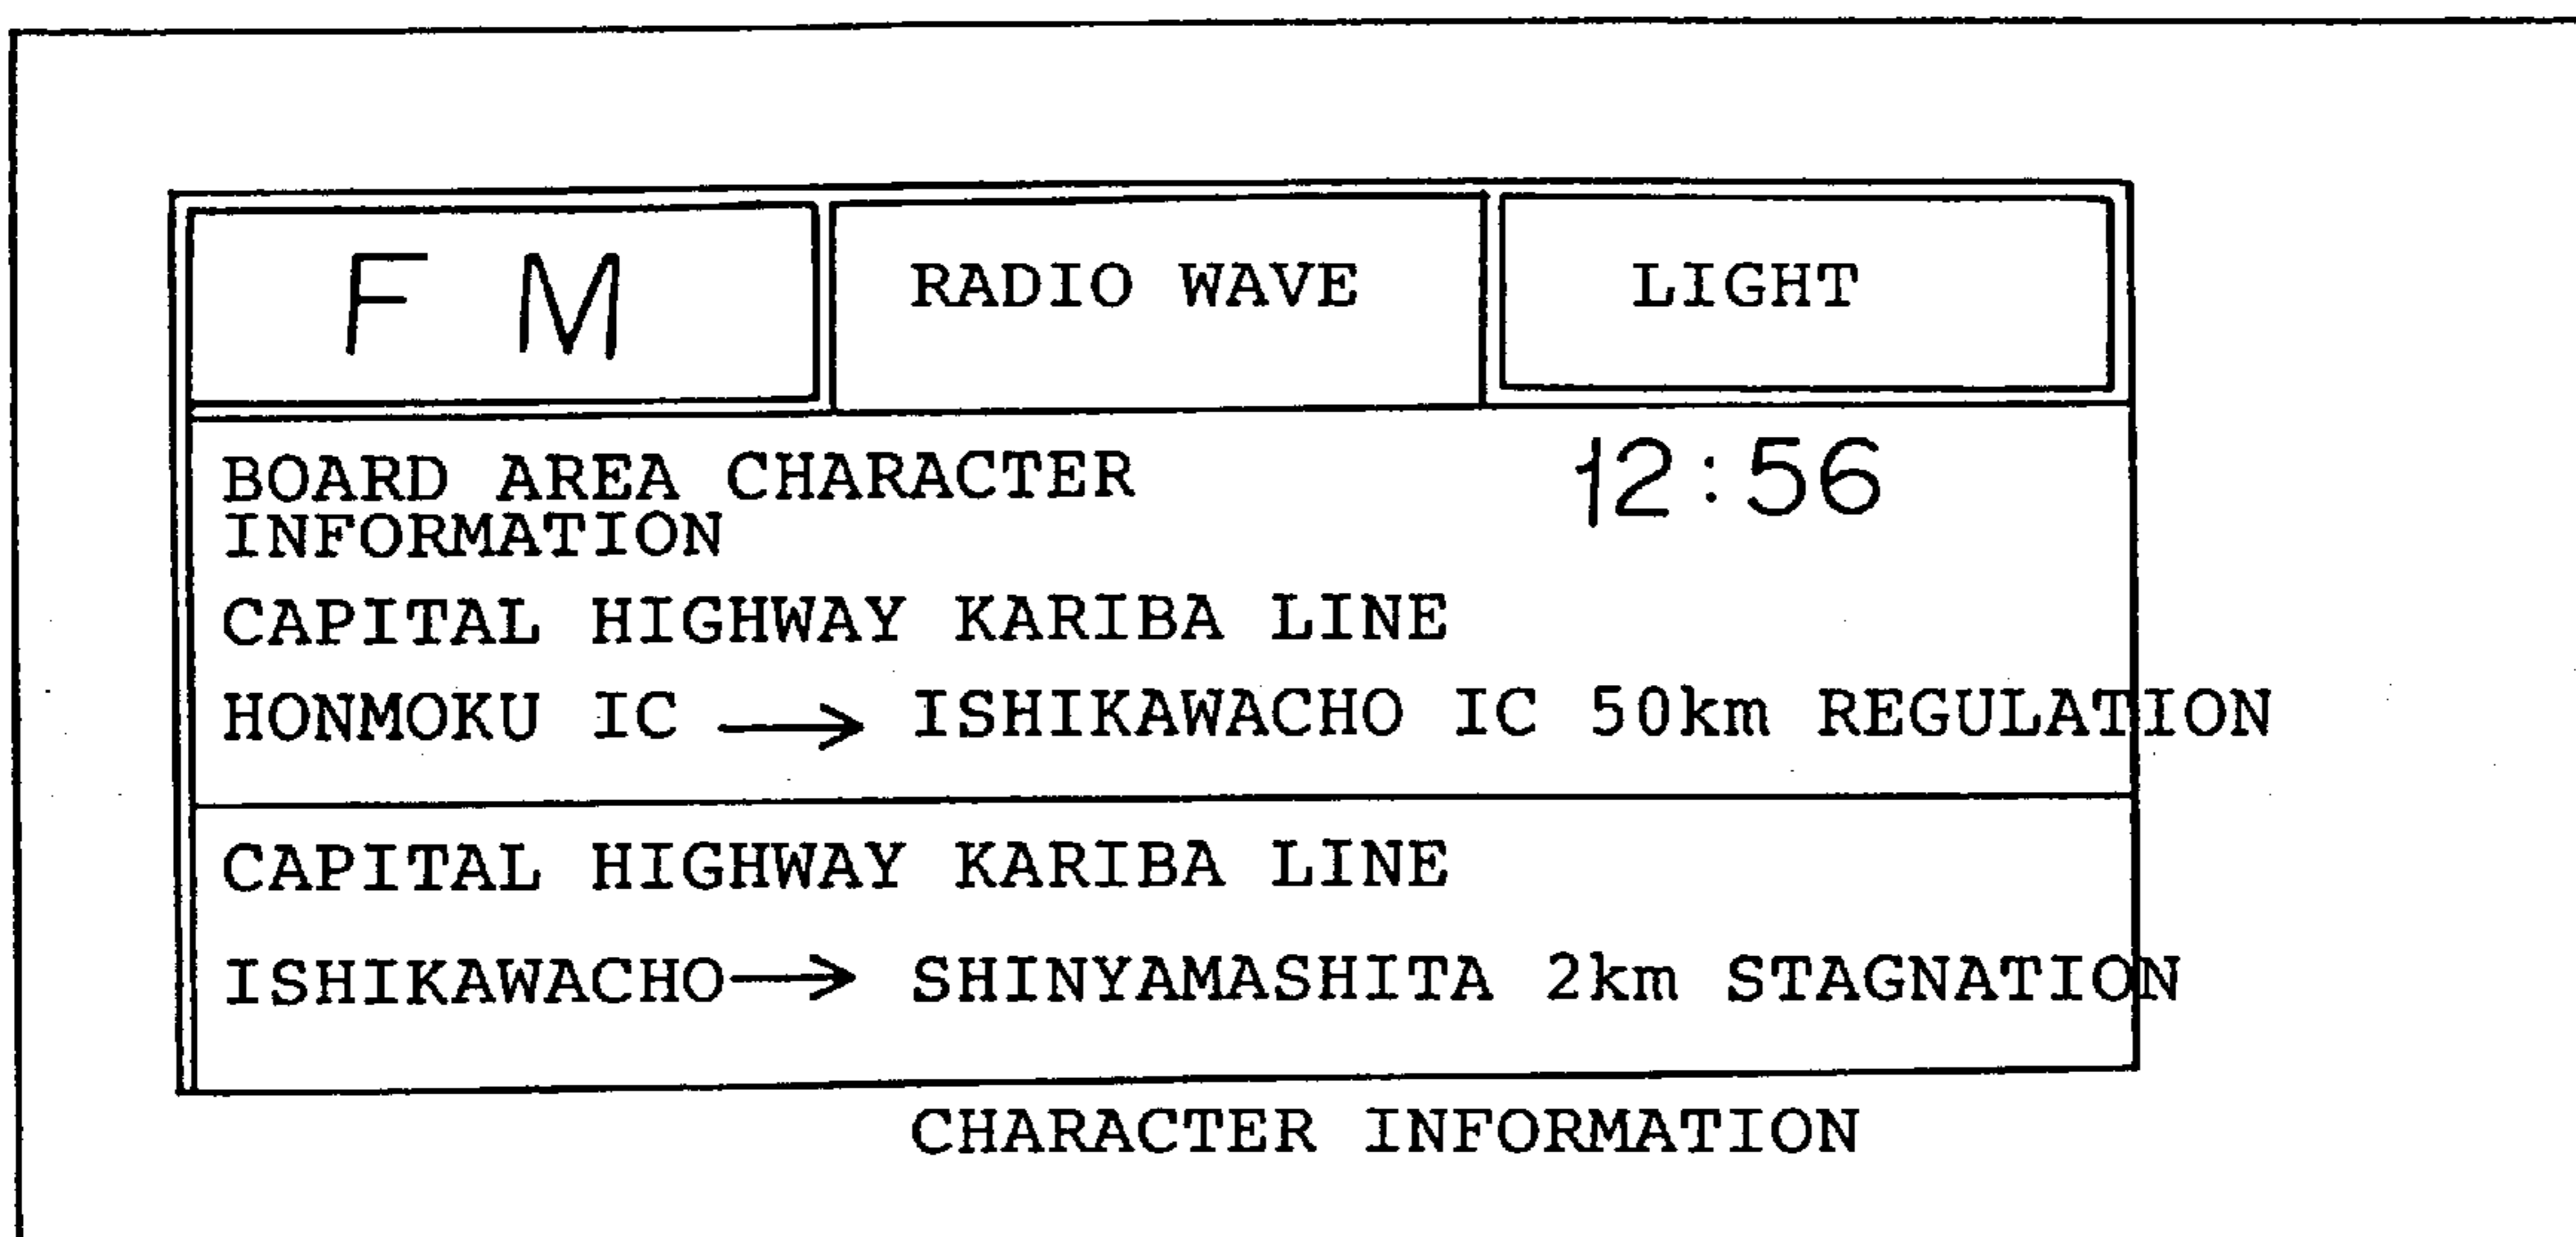 F M RADIO WAVE LIGHT
BOARD AREA CHARACTER 12:56
INFORMATION
CAPITAL HIGHWAY KARIBA LINE
HONMOKU IC → ISHIKAWACHO IC 50km REGULATION
CAPITAL HIGHWAY KARIBA LINE
ISHIKAWACHO→ SHINYAMASHITA 2km STAGNATION
CHARACTER INFORMATION